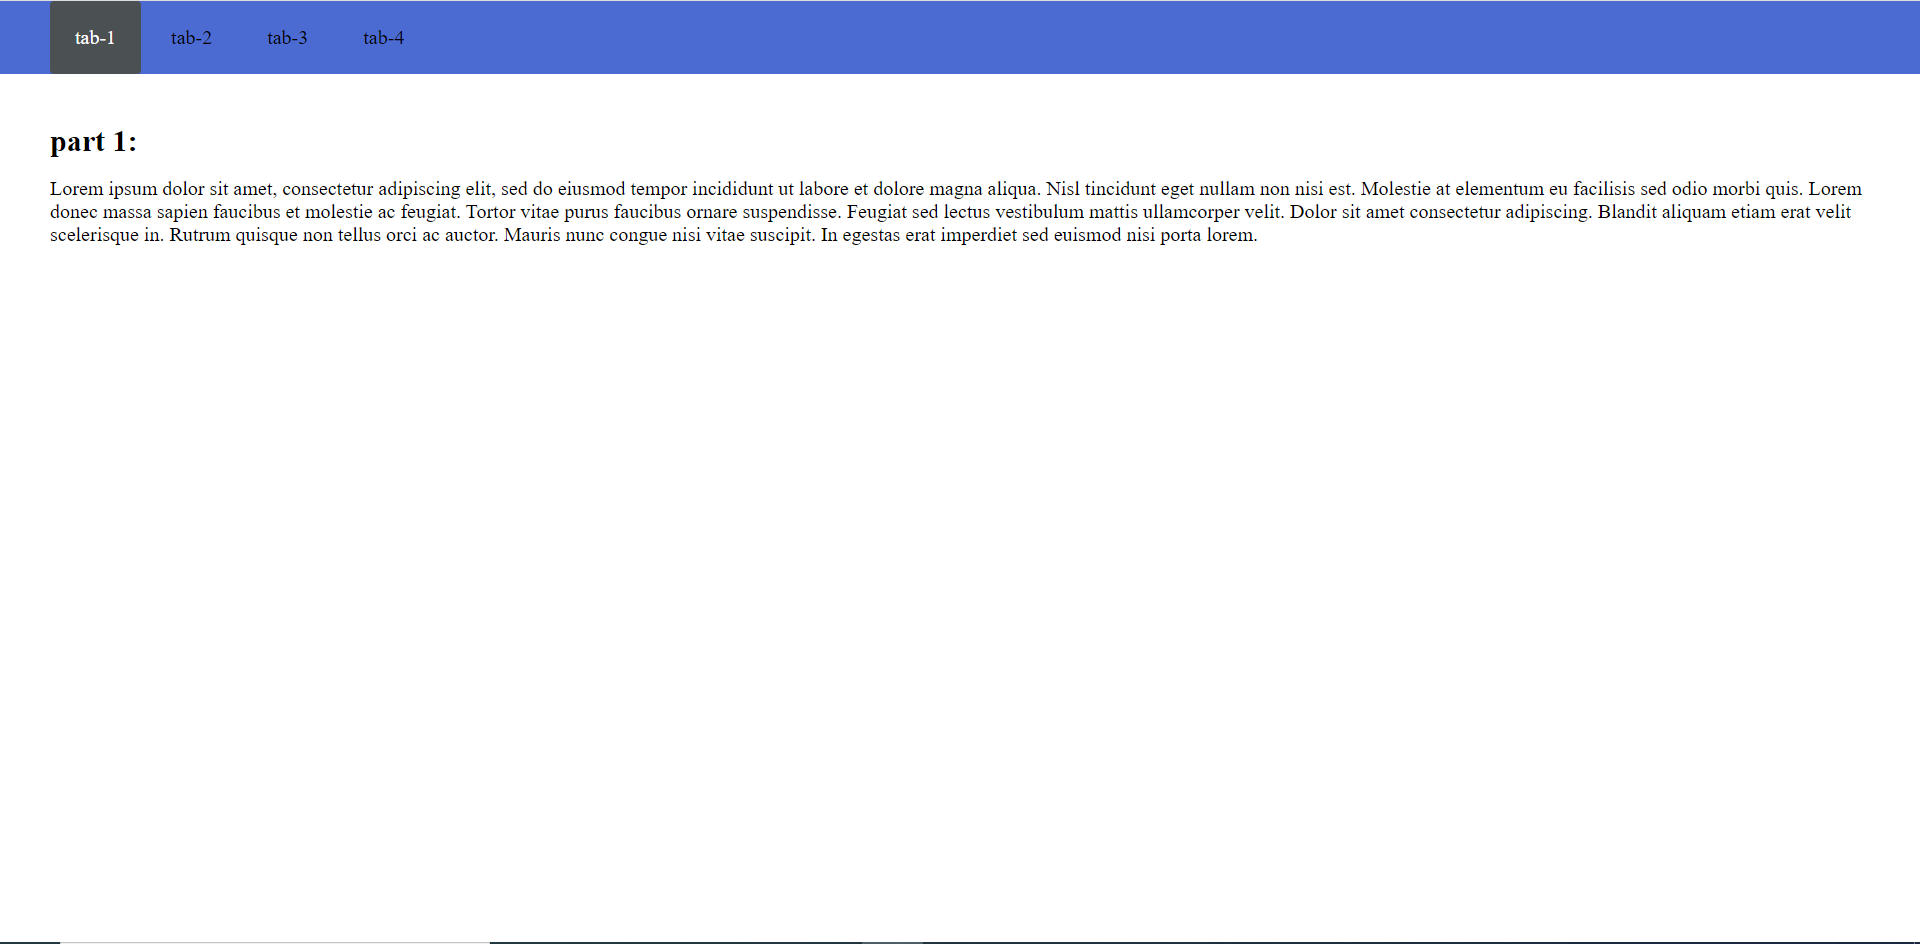 tab-1 tab-2 tab-3 tab-4
part 1:
Lorem ipsum dolor sit amet, consectetur adipiscing elit, sed do eiusmod tempor incididunt ut labore et dolore magna aliqua. Nisl tincidunt eget nullam non nisi est. Molestie at elementum eu facilisis sed odio morbi quis. Lorem
donec massa sapien faucibus et molestie ac feugiat. Tortor vitae purus faucibus ornare suspendisse. Feugiat sed lectus vestibulum mattis ullamcorper velit. Dolor sit amet consectetur adipiscing. Blandit aliquam etiam erat velit
scelerisque in. Rutrum quisque non tellus orci ac auctor. Mauris nunc congue nisi vitae suscipit. In egestas erat imperdiet sed euismod nisi porta lorem.